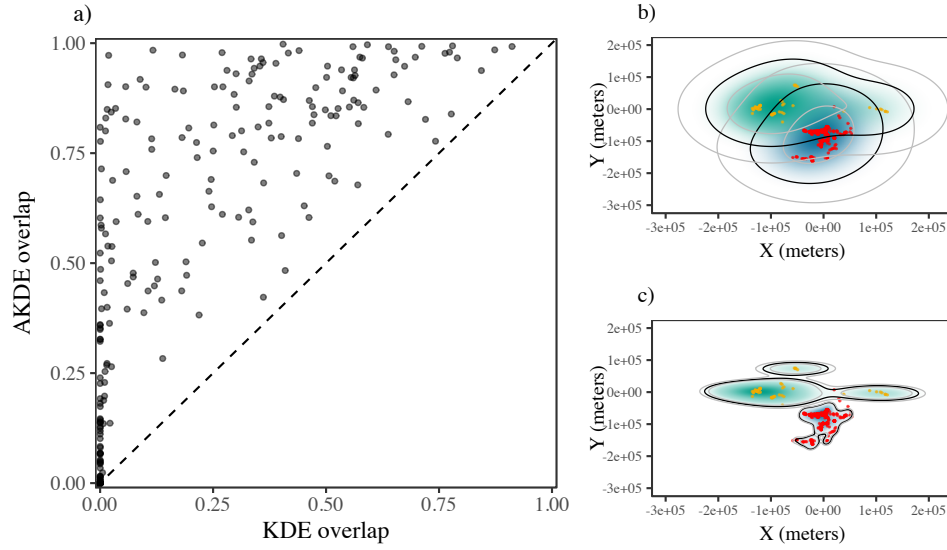 a)
1.00
0.75
0.50
0.25
0.00
AKDE overlap
0.00
0.25
0.50
0.75
1.00
KDE overlap
b)
2e+05
1e+05
0e+00
-1e+05
-2e+05
-3e+05
Y (meters)
-3e+05
-2e+05
-1e+05
0e+00
1e+05
2e+05
X (meters)
c)
2e+05
1e+05
0e+00
-1e+05
-2e+05
-3e+05
Y (meters)
-3e+05
-2e+05
-1e+05
0e+00
1e+05
2e+05
X (meters)